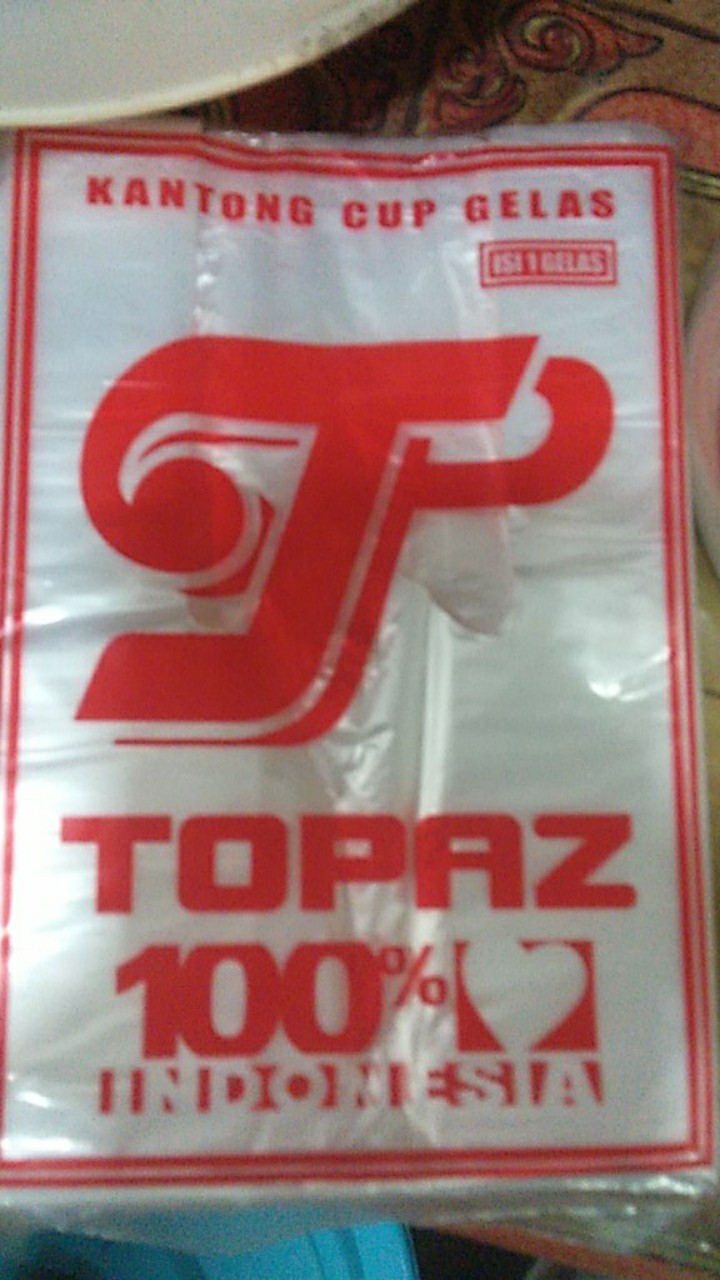 KANTONG CUP GELAS
ISI 1 GELAS
TOPAZ
100%
INDONESIA